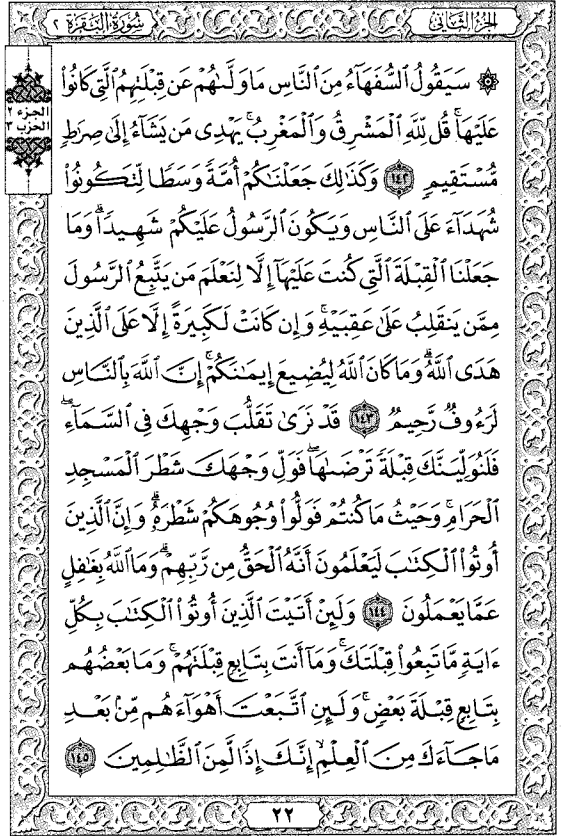 الجزء الثاني
سورة البقرة ٢
الجزء ٢
الحزب ٣
۞ سَيَقُولُ ٱلسُّفَهَآءُ مِنَ ٱلنَّاسِ مَا وَلَّىٰهُمْ عَن قِبْلَتِهِمُ ٱلَّتِى كَانُوا۟
عَلَيْهَا ۚ قُل لِّلَّهِ ٱلْمَشْرِقُ وَٱلْمَغْرِبُ ۚ يَهْدِى مَن يَشَآءُ إِلَىٰ صِرَٰطٍ
مُّسْتَقِيمٍ ١٤٢ وَكَذَٰلِكَ جَعَلْنَٰكُمْ أُمَّةً وَسَطًا لِّتَكُونُوا۟
شُهَدَآءَ عَلَى ٱلنَّاسِ وَيَكُونَ ٱلرَّسُولُ عَلَيْكُمْ شَهِيدًا ۗ وَمَا
جَعَلْنَا ٱلْقِبْلَةَ ٱلَّتِى كُنتَ عَلَيْهَآ إِلَّا لِنَعْلَمَ مَن يَتَّبِعُ ٱلرَّسُولَ
مِمَّن يَنقَلِبُ عَلَىٰ عَقِبَيْهِ ۚ وَإِن كَانَتْ لَكَبِيرَةً إِلَّا عَلَى ٱلَّذِينَ
هَدَى ٱللَّهُ ۗ وَمَا كَانَ ٱللَّهُ لِيُضِيعَ إِيمَٰنَكُمْ ۚ إِنَّ ٱللَّهَ بِٱلنَّاسِ
لَرَءُوفٌ رَّحِيمٌ ١٤٣ قَدْ نَرَىٰ تَقَلُّبَ وَجْهِكَ فِى ٱلسَّمَآءِ ۖ
فَلَنُوَلِّيَنَّكَ قِبْلَةً تَرْضَىٰهَا ۚ فَوَلِّ وَجْهَكَ شَطْرَ ٱلْمَسْجِدِ
ٱلْحَرَامِ ۚ وَحَيْثُ مَا كُنتُمْ فَوَلُّوا۟ وُجُوهَكُمْ شَطْرَهُۥ ۗ وَإِنَّ ٱلَّذِينَ
أُوتُوا۟ ٱلْكِتَٰبَ لَيَعْلَمُونَ أَنَّهُ ٱلْحَقُّ مِن رَّبِّهِمْ ۗ وَمَا ٱللَّهُ بِغَٰفِلٍ
عَمَّا يَعْمَلُونَ ١٤٤ وَلَئِنْ أَتَيْتَ ٱلَّذِينَ أُوتُوا۟ ٱلْكِتَٰبَ بِكُلِّ
ءَايَةٍ مَّا تَبِعُوا۟ قِبْلَتَكَ ۚ وَمَآ أَنتَ بِتَابِعٍ قِبْلَتَهُمْ ۚ وَمَا بَعْضُهُم
بِتَابِعٍ قِبْلَةَ بَعْضٍ ۚ وَلَئِنِ ٱتَّبَعْتَ أَهْوَآءَهُم مِّنۢ بَعْدِ
مَا جَآءَكَ مِنَ ٱلْعِلْمِ ۙ إِنَّكَ إِذًا لَّمِنَ ٱلظَّٰلِمِينَ ١٤٥
٢٢